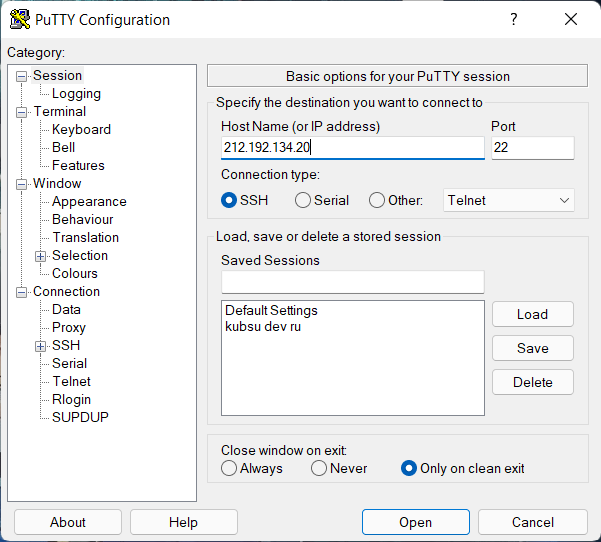 PuTTY Configuration
?
Category:
Session
Logging
Terminal
Keyboard
Bell
Features
Window
Appearance
Behaviour
Translation
Selection
Colours
Connection
Data
Proxy
SSH
Serial
Telnet
Rlogin
SUPDUP
Basic options for your PuTTY session
Specify the destination you want to connect to
Host Name (or IP address) Port
212.192.134.20 22
Connection type:
SSH Serial Other: Telnet
Load, save or delete a stored session
Saved Sessions
Default Settings
kubsu dev ru
Load
Save
Delete
Close window on exit:
Always Never Only on clean exit
About Help Open Cancel